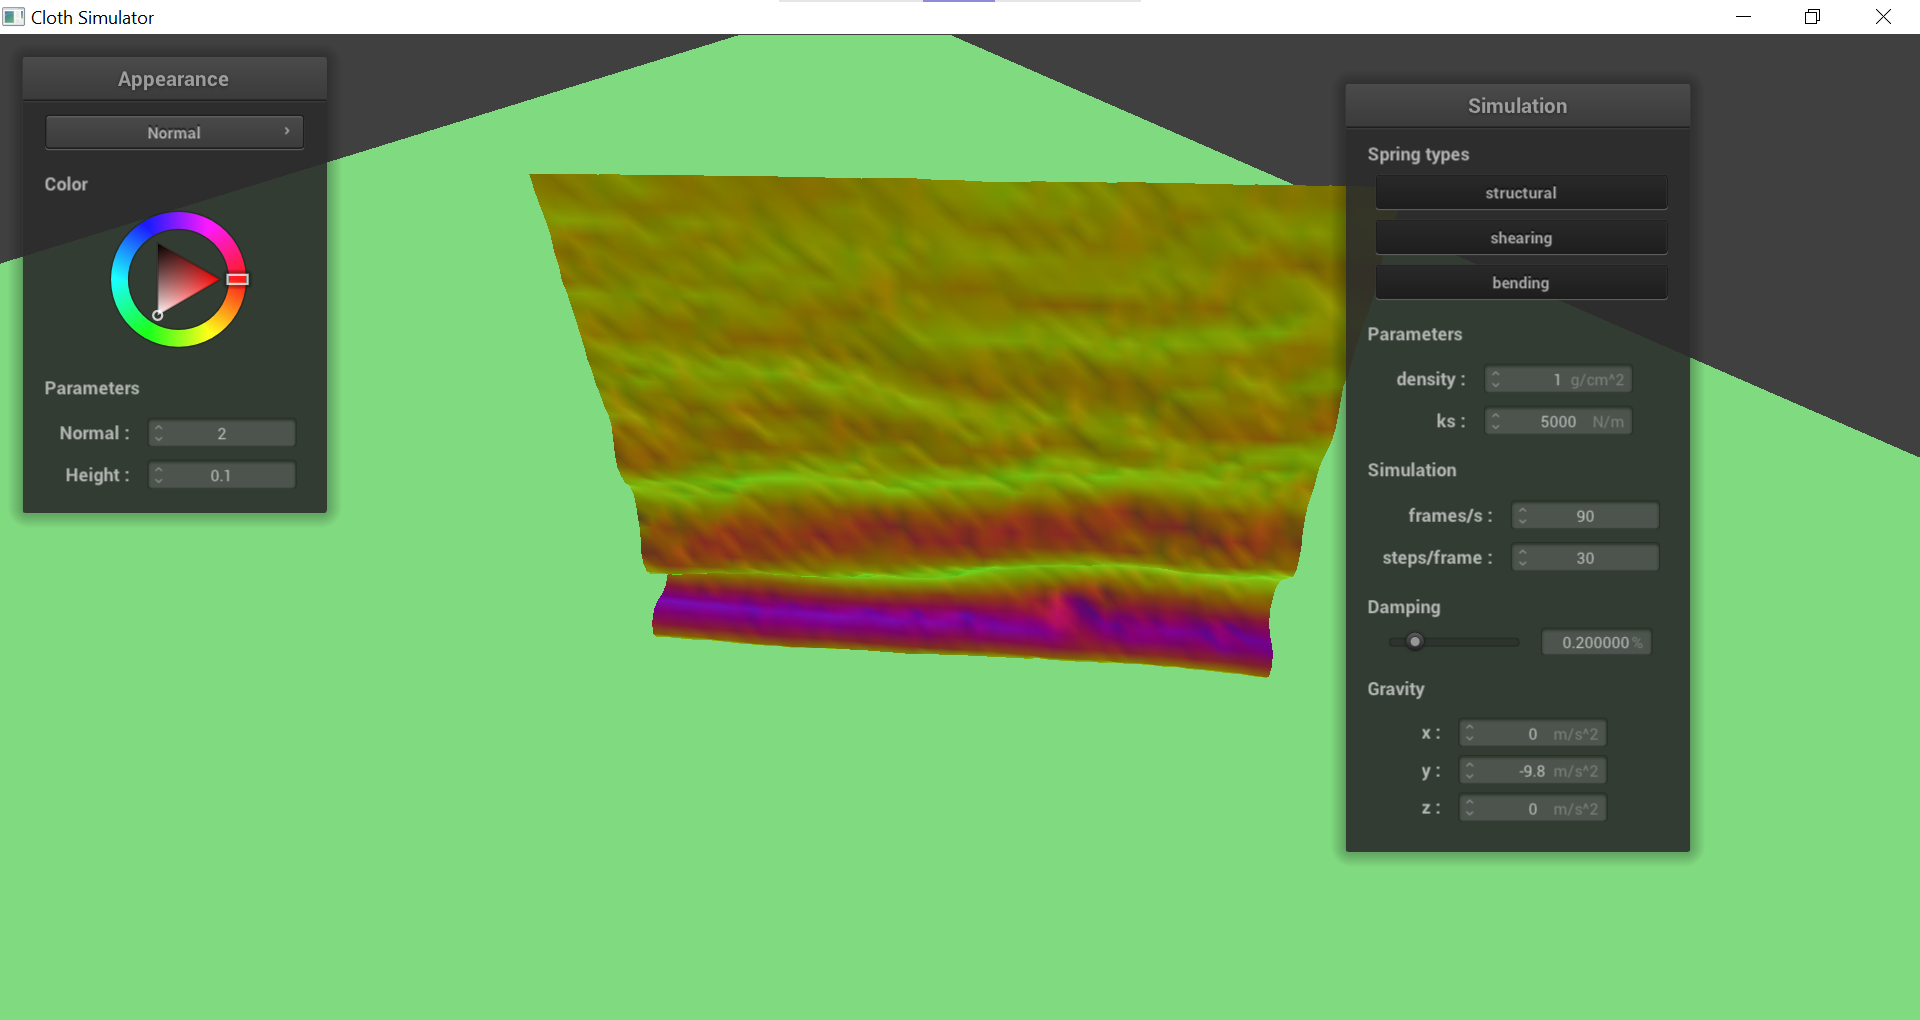 Cloth Simulator
Appearance
Normal
Color
Parameters
Normal : 2
Height : 0.1
Simulation
Spring types
structural
shearing
bending
Parameters
density : 1 g/cm^2
ks : 5000 N/m
Simulation
frames/s : 90
steps/frame : 30
Damping
0.200000 %
Gravity
x : 0 m/s^2
y : -9.8 m/s^2
z : 0 m/s^2